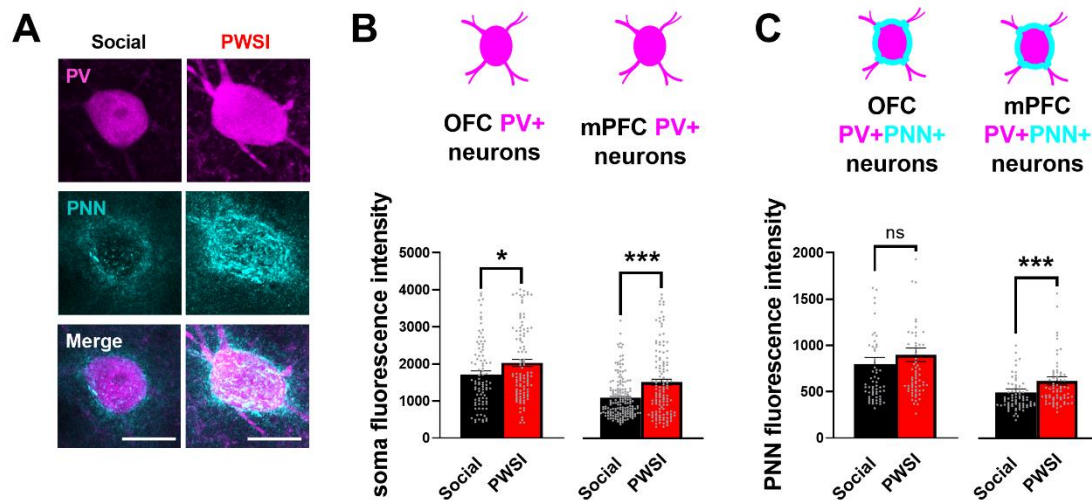 A
Social
PWSI
PV
PNN
Merge
B
OFC PV+
neurons
mPFC PV+
neurons
soma fluorescence intensity
5000
4000
3000
2000
1000
0
*
***
Social
PWSI
Social
PWSI
C
OFC
PV+PNN+
neurons
mPFC
PV+PNN+
neurons
PNN fluorescence intensity
2000
1500
1000
500
0
ns
***
Social
PWSI
Social
PWSI